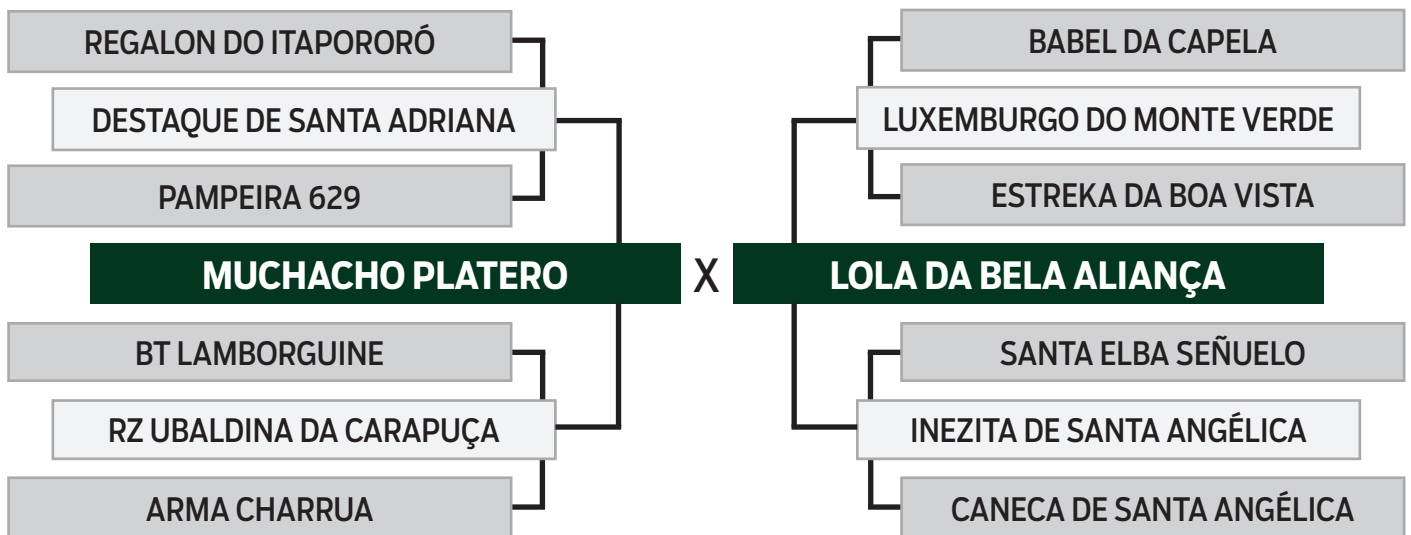 REGALON DO ITAPORORÓ
BABEL DA CAPELA
DESTAQUE DE SANTA ADRIANA
LUXEMBURGO DO MONTE VERDE
PAMPEIRA 629
ESTREKA DA BOA VISTA
MUCHACHO PLATERO X LOLA DA BELA ALIANÇA
BT LAMBORGUINE
SANTA ELBA SEÑUELO
RZ UBALDINA DA CARAPUÇA
INEZITA DE SANTA ANGÉLICA
ARMA CHARRUA
CANECA DE SANTA ANGÉLICA